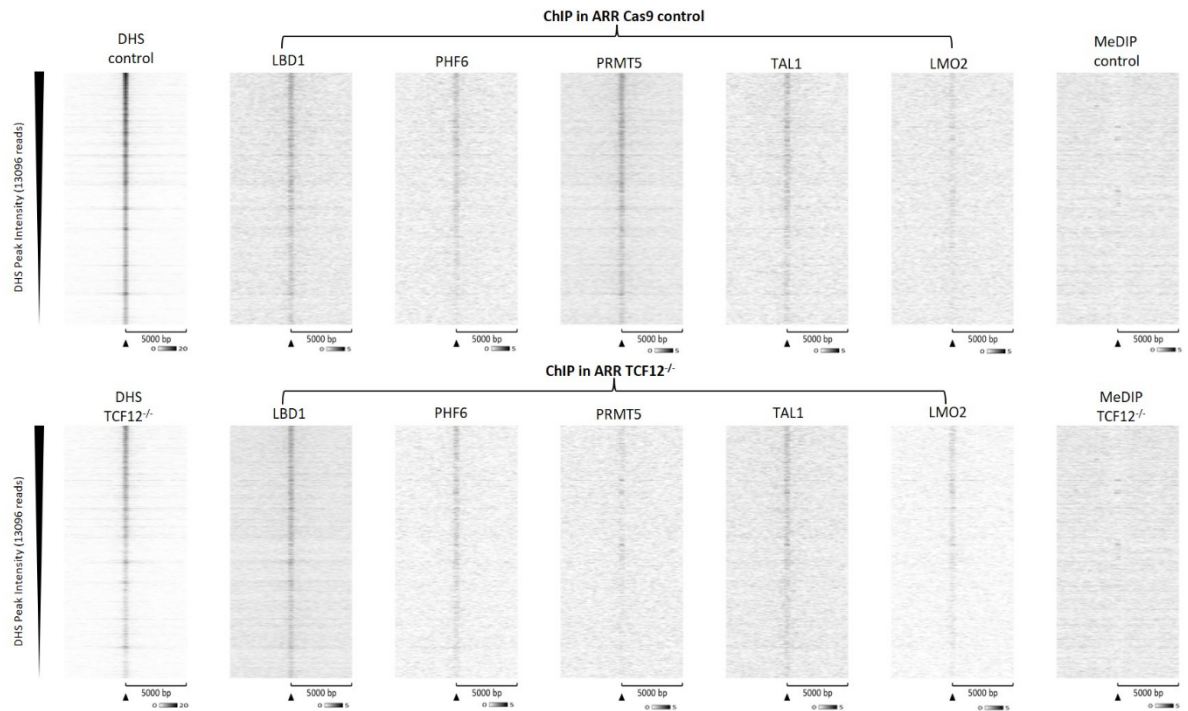 ChIP in ARR Cas9 control
DHS
control
LBD1
PHF6
PRMT5
TAL1
LMO2
MeDIP
control
DHS Peak Intensity (13096 reads)
5000 bp
0 20
5000 bp
0 5
5000 bp
0 5
5000 bp
0 5
5000 bp
0 5
5000 bp
0 5
5000 bp
0 5
ChIP in ARR TCF12-/-
DHS
TCF12-/-
LBD1
PHF6
PRMT5
TAL1
LMO2
MeDIP
TCF12-/-
DHS Peak Intensity (13096 reads)
5000 bp
0 20
5000 bp
0 5
5000 bp
0 5
5000 bp
0 5
5000 bp
0 5
5000 bp
0 5
5000 bp
0 5